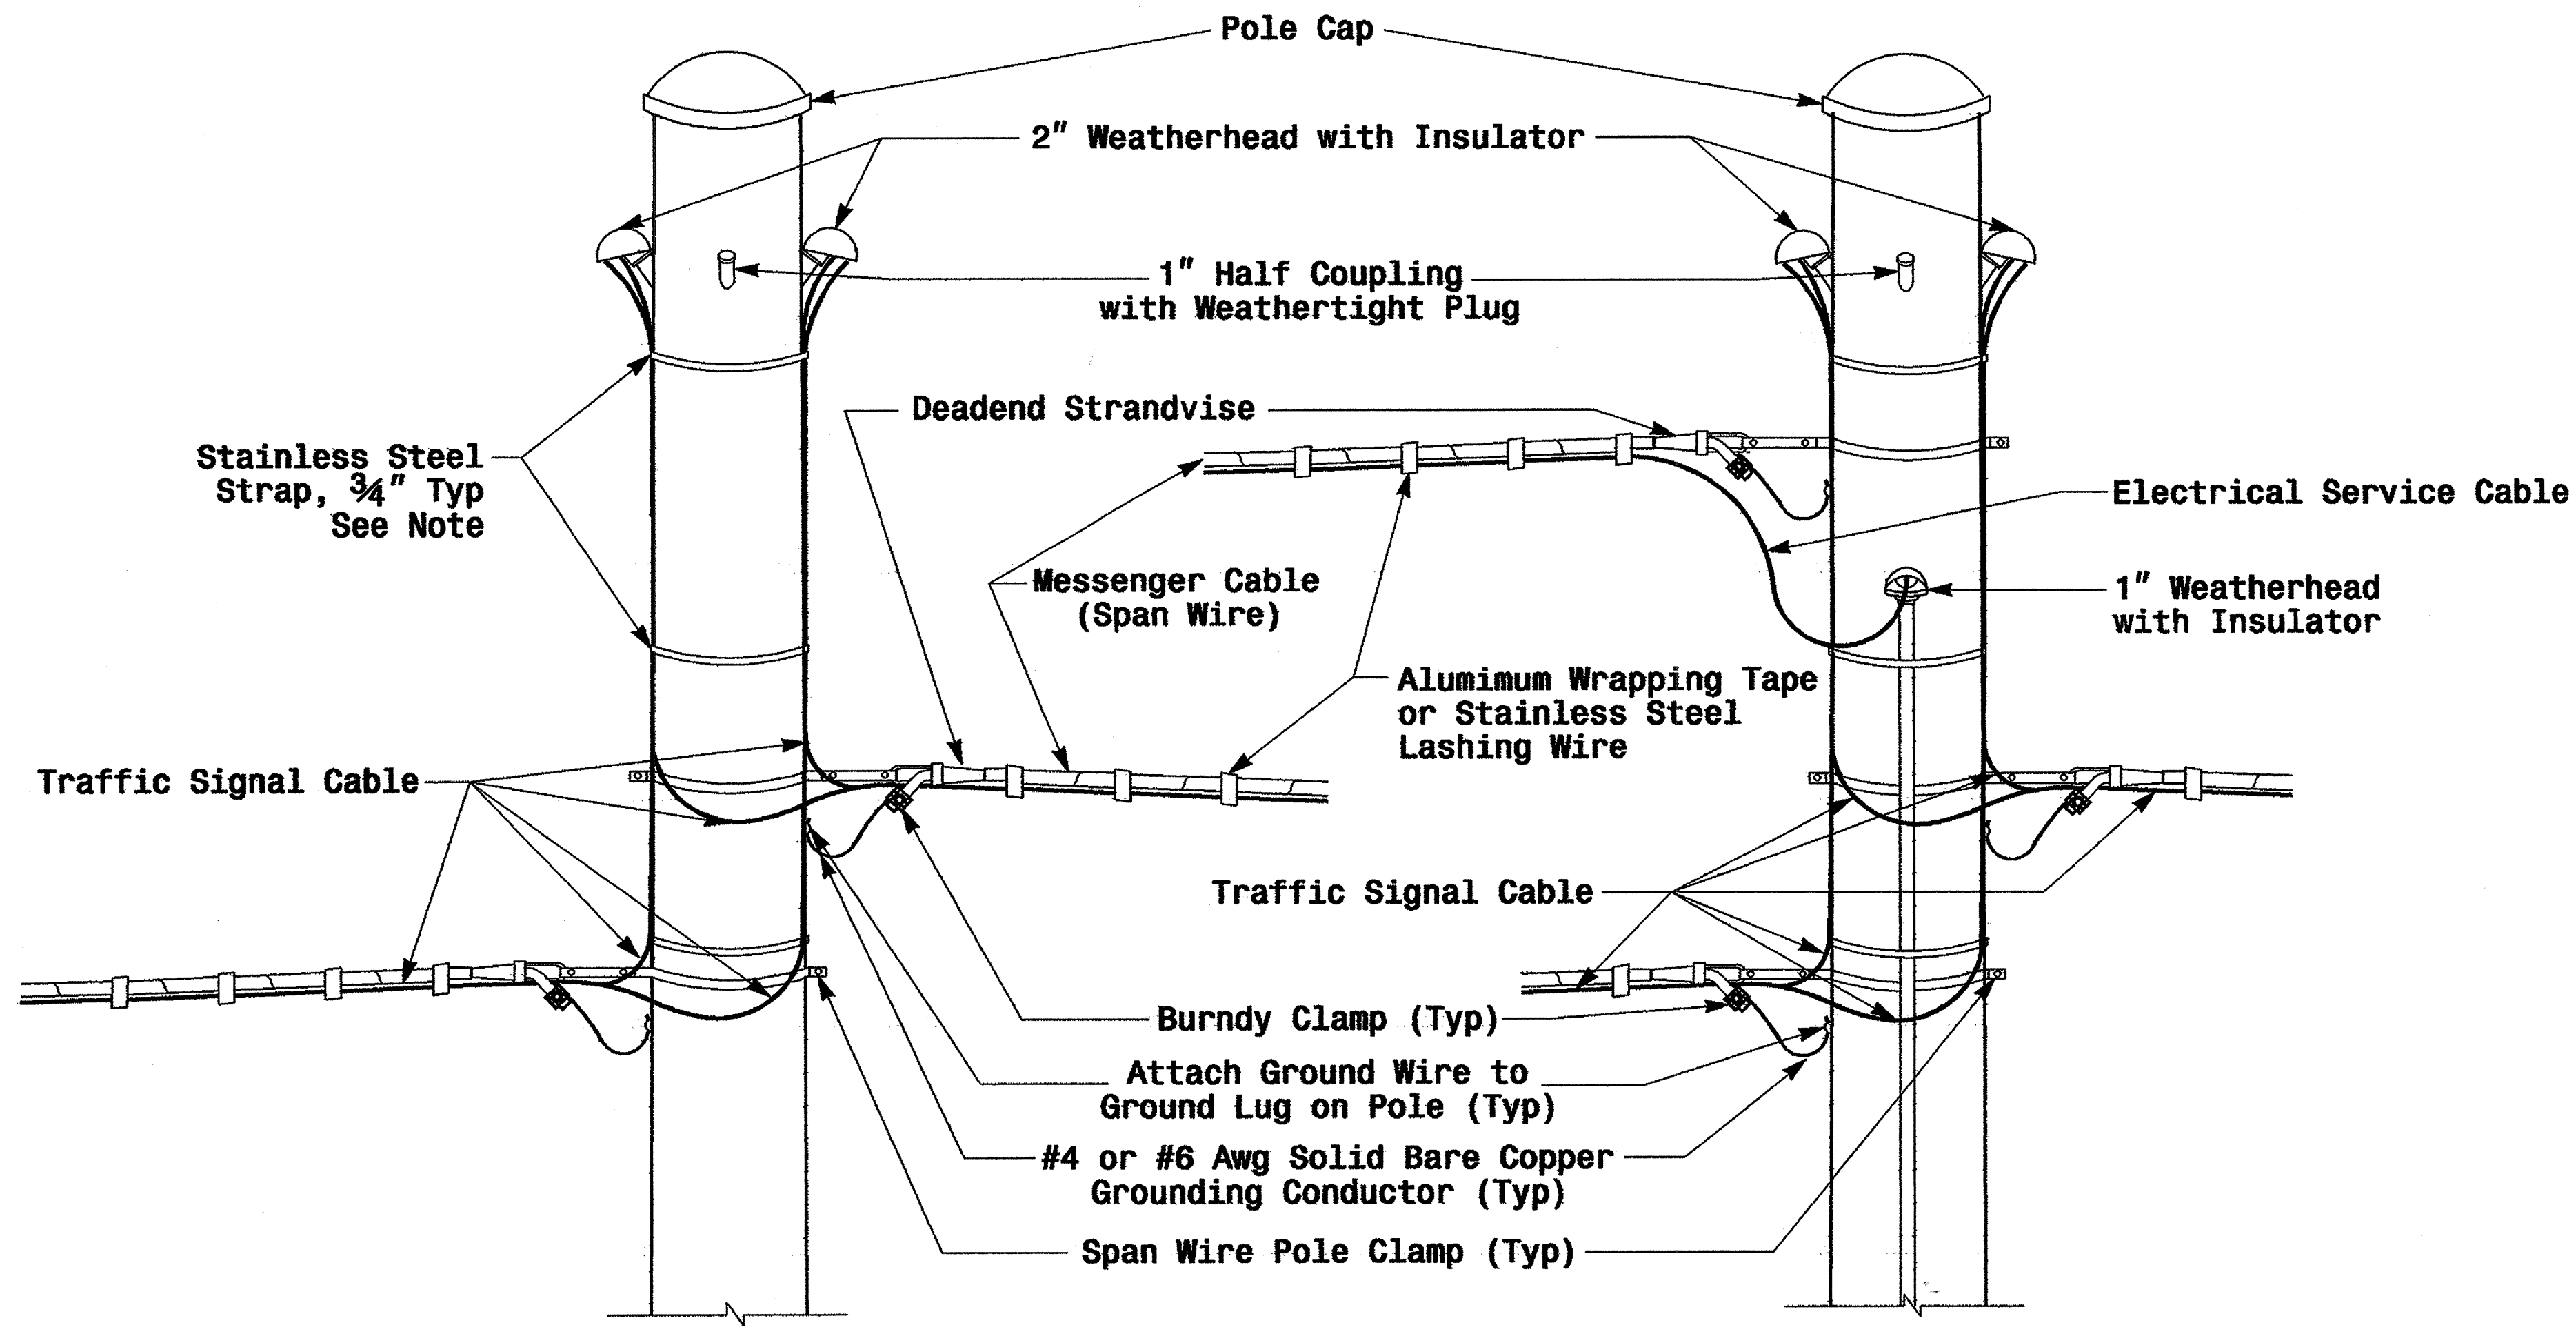 Pole Cap
2" Weatherhead with Insulator
1" Half Coupling
with Weathertight Plug
Deadend Strandvise
Stainless Steel
Strap, ¾" Typ
See Note
Electrical Service Cable
Messenger Cable
(Span Wire)
1" Weatherhead
with Insulator
Alumimum Wrapping Tape
or Stainless Steel
Lashing Wire
Traffic Signal Cable
Traffic Signal Cable
Burndy Clamp (Typ)
Attach Ground Wire to
Ground Lug on Pole (Typ)
#4 or #6 Awg Solid Bare Copper
Grounding Conductor (Typ)
Span Wire Pole Clamp (Typ)